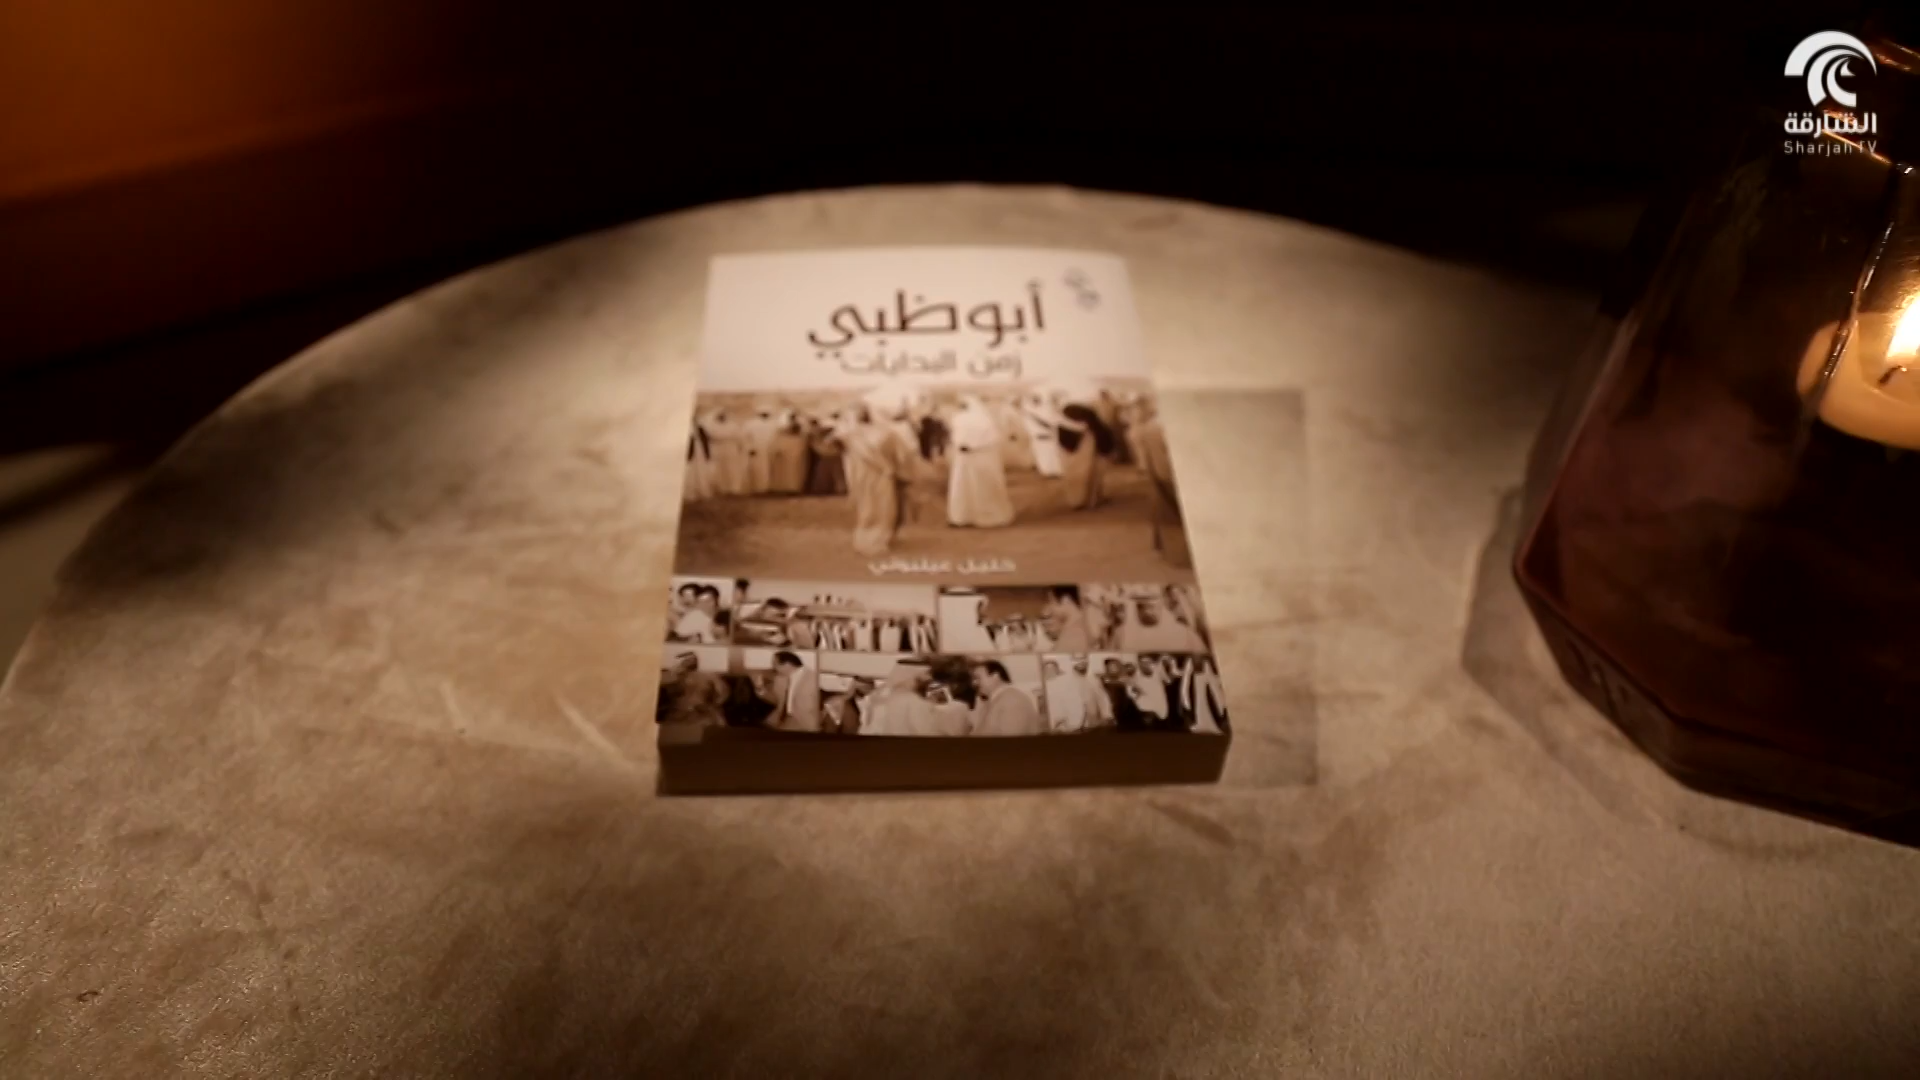 الشارقة
Sharjah TV
أبوظبي
زمن البدايات
خليل عيلبوني